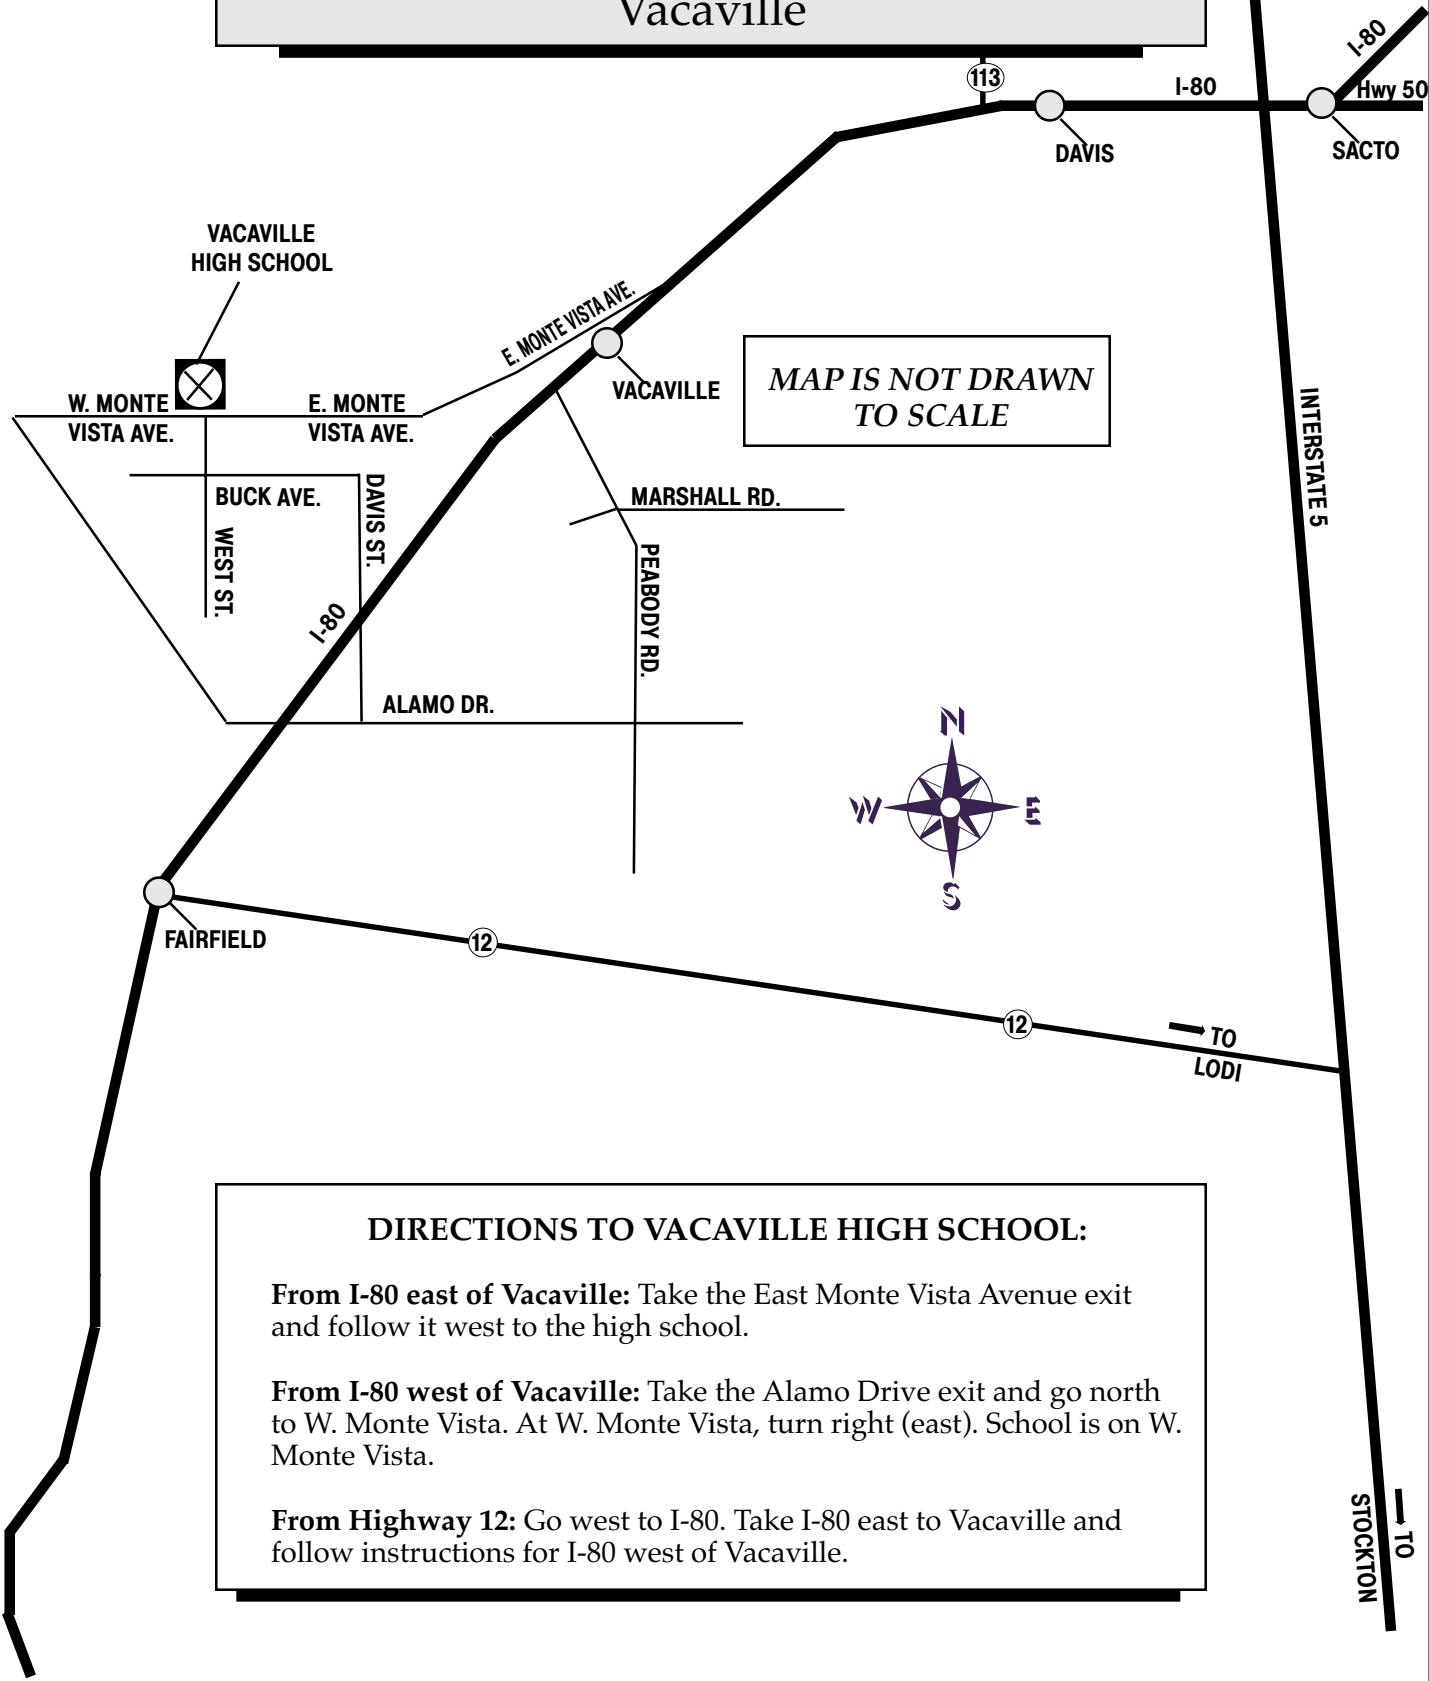 Vacaville
I-80
113
I-80
Hwy 50
DAVIS
SACTO
VACAVILLE
HIGH SCHOOL
E. MONTE VISTA AVE.
VACAVILLE
MAP IS NOT DRAWN
TO SCALE
W. MONTE
VISTA AVE.
E. MONTE
VISTA AVE.
INTERSTATE 5
BUCK AVE.
DAVIS ST.
MARSHALL RD.
WEST ST.
PEABODY RD.
I-80
ALAMO DR.
N
W
E
S
FAIRFIELD
12
12
TO
LODI
DIRECTIONS TO VACAVILLE HIGH SCHOOL:
From I-80 east of Vacaville: Take the East Monte Vista Avenue exit
and follow it west to the high school.
From I-80 west of Vacaville: Take the Alamo Drive exit and go north
to W. Monte Vista. At W. Monte Vista, turn right (east). School is on W.
Monte Vista.
From Highway 12: Go west to I-80. Take I-80 east to Vacaville and
follow instructions for I-80 west of Vacaville.
TO
STOCKTON